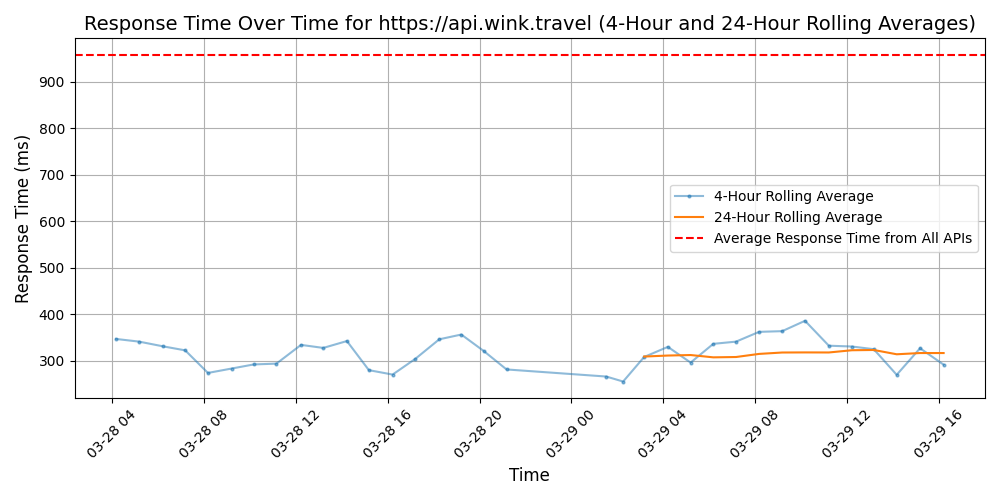 Response Time Over Time for https://api.wink.travel (4-Hour and 24-Hour Rolling Averages)
Response Time (ms)
900
800
700
600
500
400
300
4-Hour Rolling Average
24-Hour Rolling Average
Average Response Time from All APIs
03-28 04
03-28 08
03-28 12
03-28 16
03-28 20
03-29 00
03-29 04
03-29 08
03-29 12
03-29 16
Time